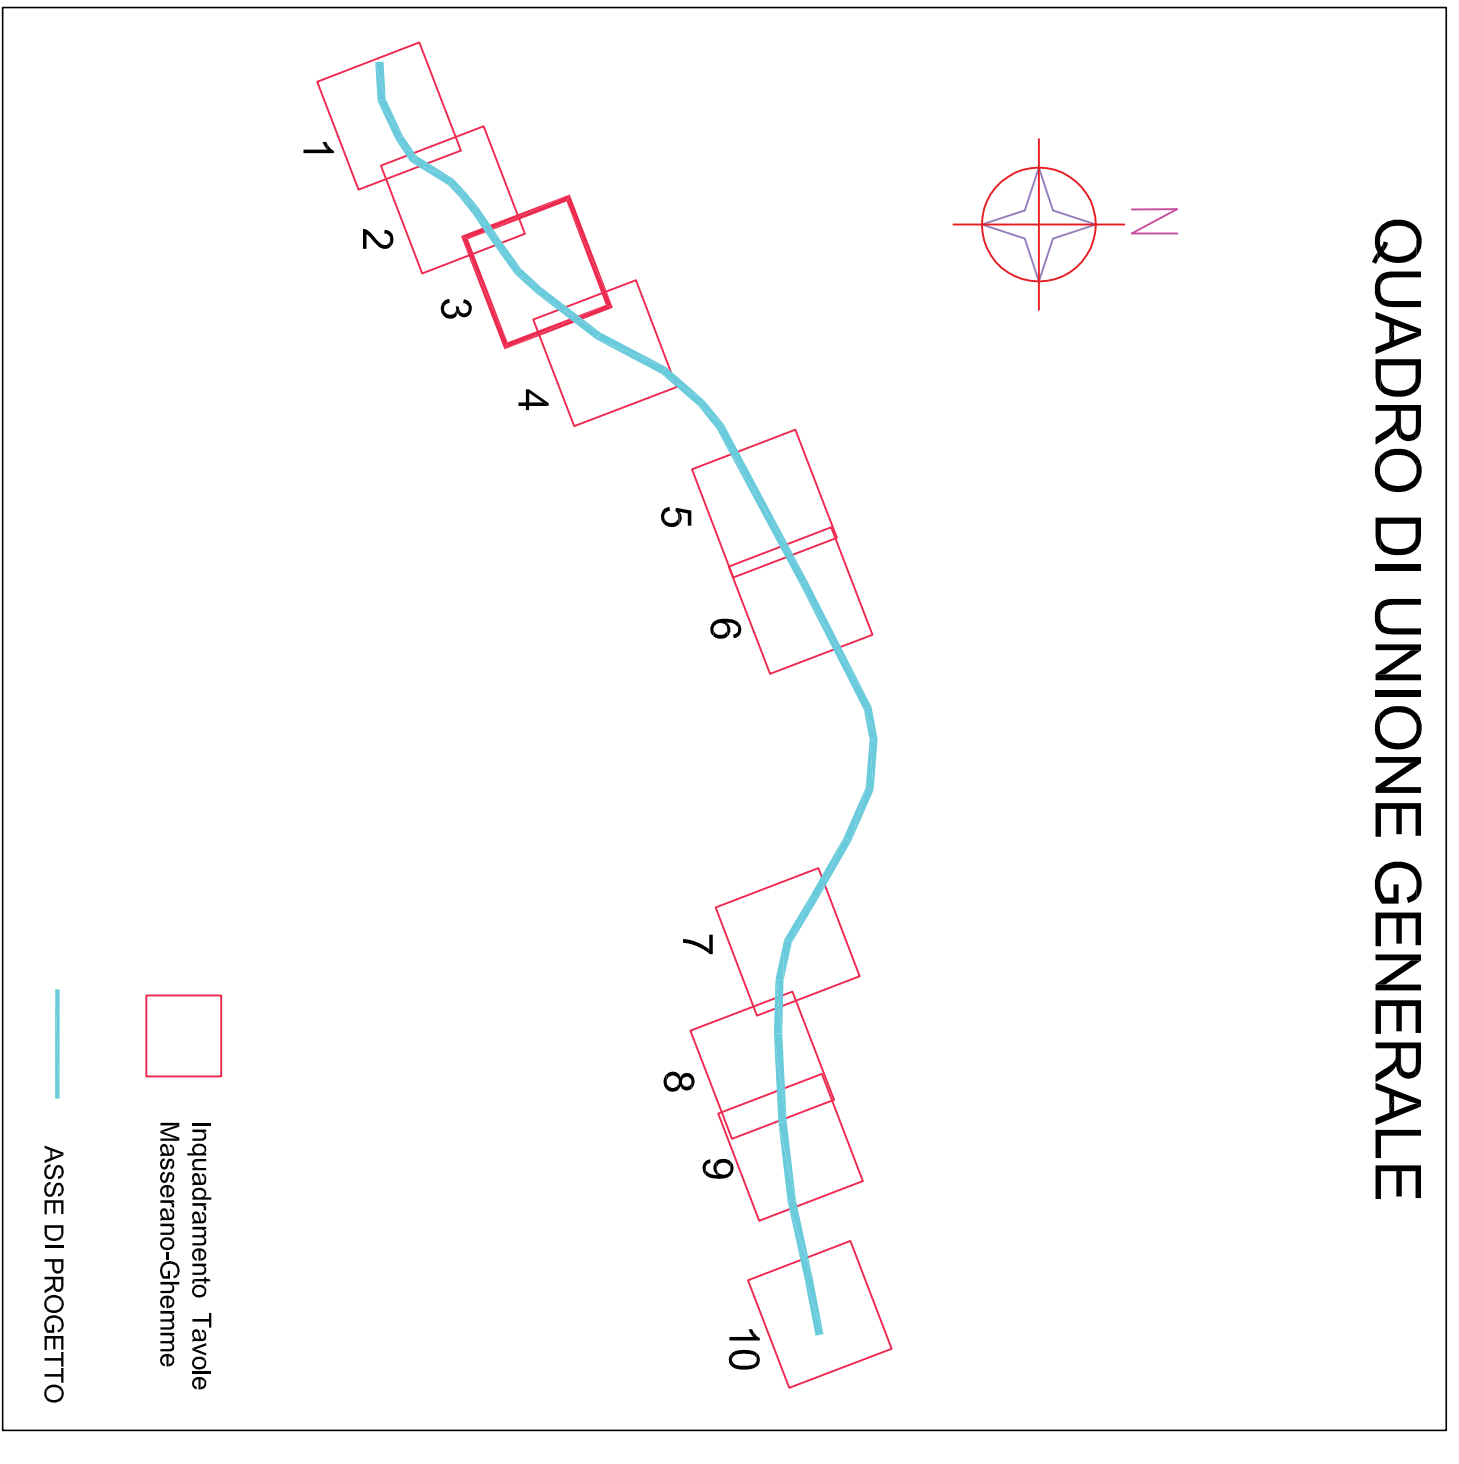 QUADRO DI UNIONE GENERALE
N
1
2
3
4
5
6
7
8
9
10
Inquadramento Tavole
Masserano-Ghemme
ASSE DI PROGETTO